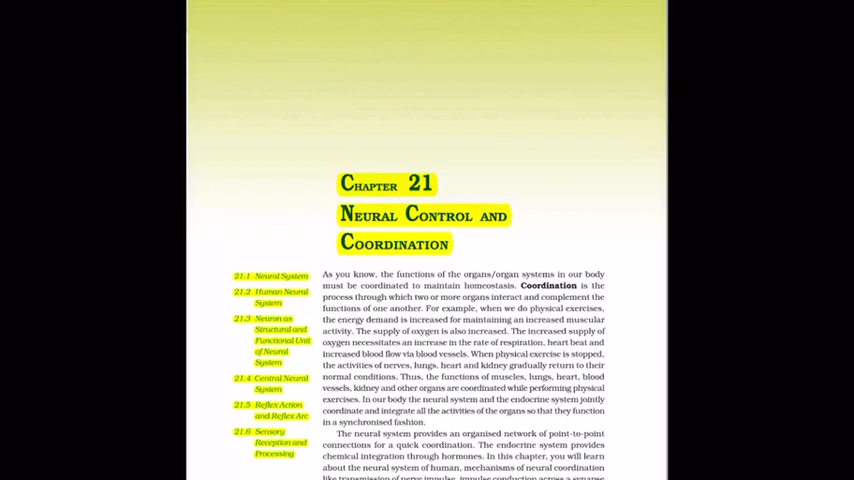 CHAPTER 21
NEURAL CONTROL AND
COORDINATION
21.1 Neural System
21.2 Human Neural
System
21.3 Neuron as
Structural and
Functional Unit
of Neural
System
21.4 Central Neural
System
21.5 Reflex Action
and Reflex Arc
21.6 Sensory
Reception and
Processing
As you know, the functions of the organs/organ systems in our body
must be coordinated to maintain homeostasis. Coordination is the
process through which two or more organs interact and complement the
functions of one another. For example, when we do physical exercises,
the energy demand is increased for maintaining an increased muscular
activity. The supply of oxygen is also increased. The increased supply of
oxygen necessitates an increase in the rate of respiration, heart beat and
increased blood flow via blood vessels. When physical exercise is stopped,
the activities of nerves, lungs, heart and kidney gradually return to their
normal conditions. Thus, the functions of muscles, lungs, heart, blood
vessels, kidney and other organs are coordinated while performing physical
exercises. In our body the neural system and the endocrine system jointly
coordinate and integrate all the activities of the organs so that they function
in a synchronised fashion.
The neural system provides an organised network of point-to-point
connections for a quick coordination. The endocrine system provides
chemical integration through hormones. In this chapter, you will learn
about the neural system of human, mechanisms of neural coordination
like transmission of nerve impulse, impulse conduction across a synapse